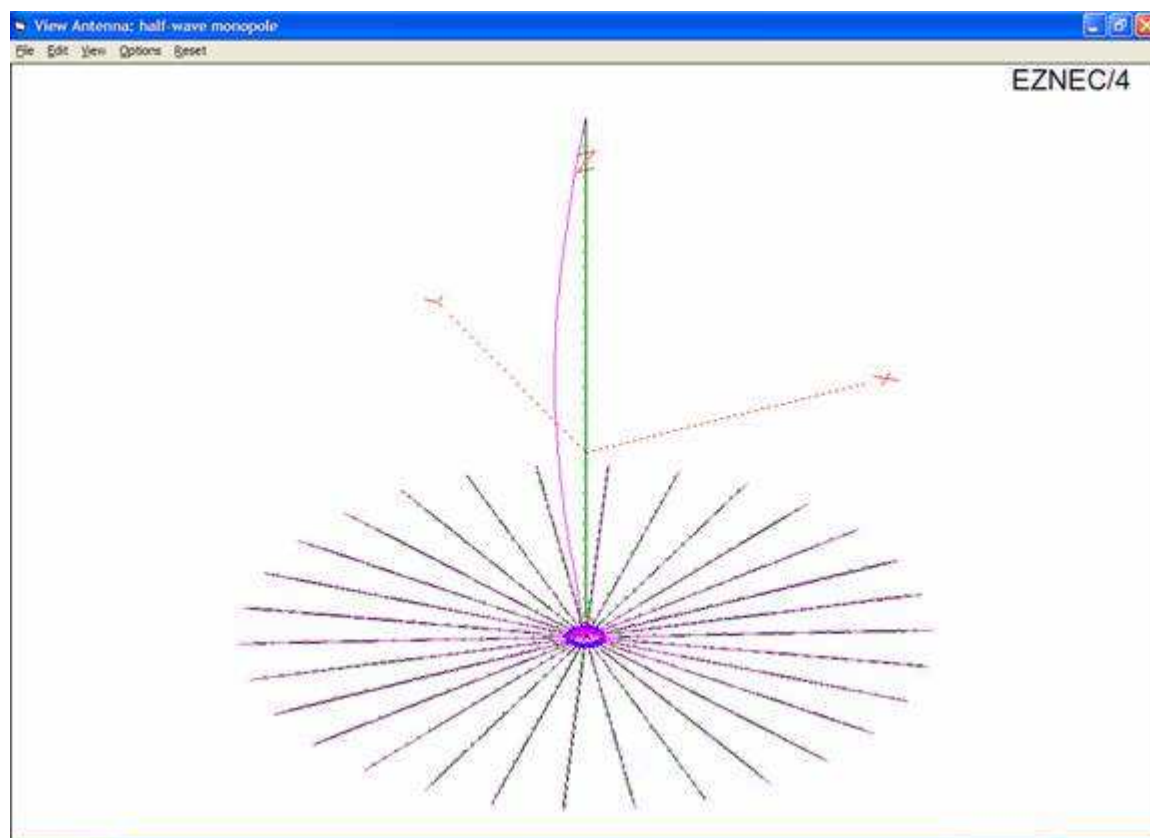 View Antenna: half-wave monopole
File Edit View Options Reset
EZNEC/4
Z
Y
X